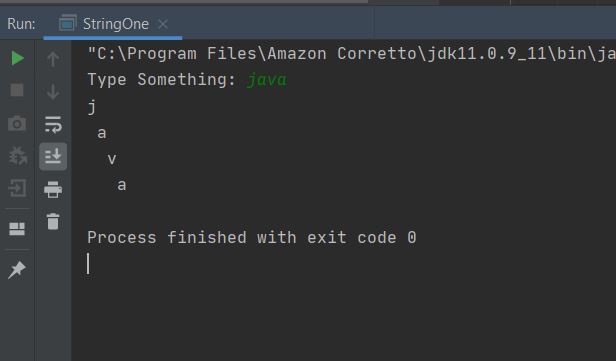 Run: StringOne
"C:\Program Files\Amazon Corretto\jdk11.0.9_11\bin\ja
Type Something: java
j
 a
  v
   a
Process finished with exit code 0